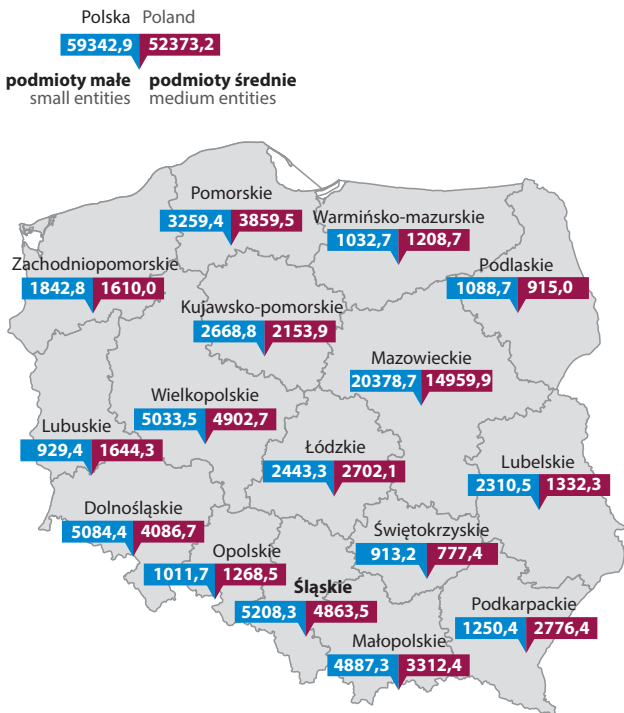 Polska Poland
59342,9 52373,2
podmioty małe podmioty średnie
small entities medium entities
Pomorskie
3259,4 3859,5
Warmińsko-mazurskie
1032,7 1208,7
Zachodniopomorskie
1842,8 1610,0
Podlaskie
1088,7 915,0
Kujawsko-pomorskie
2668,8 2153,9
Mazowieckie
20378,7 14959,9
Wielkopolskie
5033,5 4902,7
Lubuskie
929,4 1644,3
Łódzkie
2443,3 2702,1
Lubelskie
2310,5 1332,3
Dolnośląskie
5084,4 4086,7
Świętokrzyskie
913,2 777,4
Opolskie
1011,7 1268,5
Śląskie
5208,3 4863,5
Podkarpackie
1250,4 2776,4
Małopolskie
4887,3 3312,4